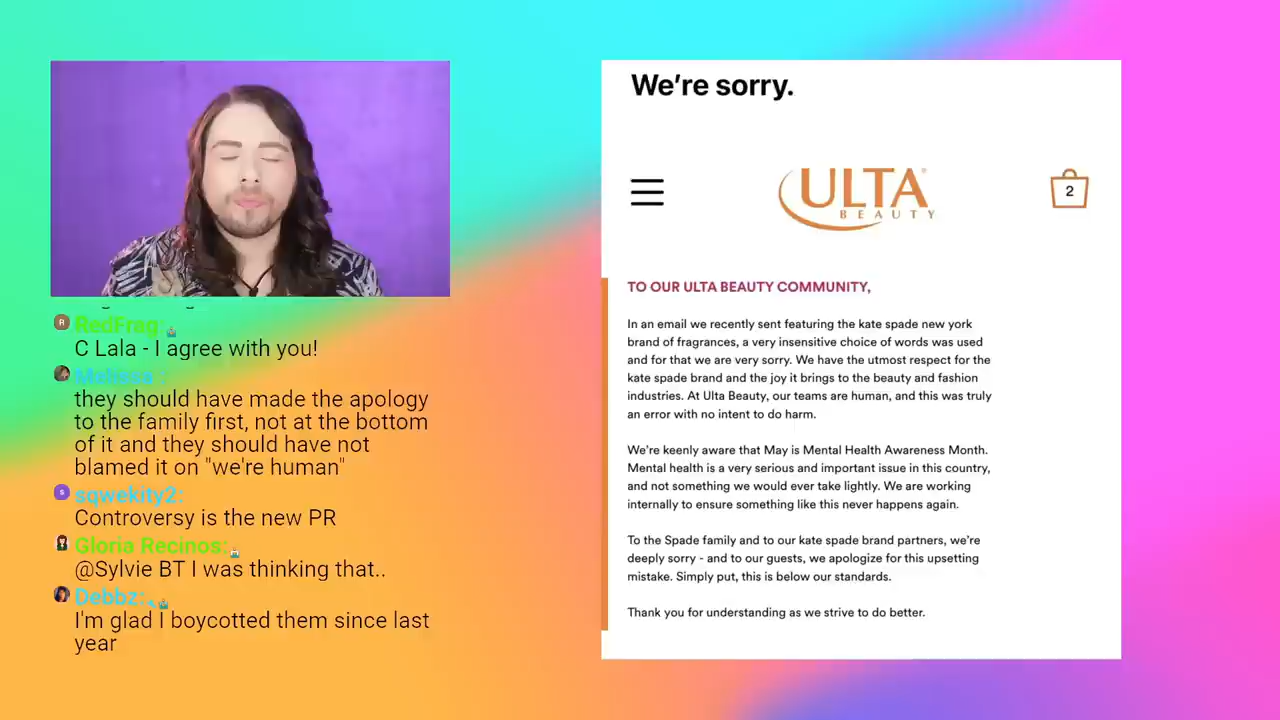 RedFrag:
C Lala - I agree with you!
Melissa :
they should have made the apology
to the family first, not at the bottom
of it and they should have not
blamed it on "we're human"
sqwekity2:
Controversy is the new PR
Gloria Recinos:
@Sylvie BT I was thinking that..
Debbz:
I'm glad I boycotted them since last
year
We're sorry.
ULTA
BEAUTY
2
TO OUR ULTA BEAUTY COMMUNITY,
In an email we recently sent featuring the kate spade new york
brand of fragrances, a very insensitive choice of words was used
and for that we are very sorry. We have the utmost respect for the
kate spade brand and the joy it brings to the beauty and fashion
industries. At Ulta Beauty, our teams are human, and this was truly
an error with no intent to do harm.
We're keenly aware that May is Mental Health Awareness Month.
Mental health is a very serious and important issue in this country,
and not something we would ever take lightly. We are working
internally to ensure something like this never happens again.
To the Spade family and to our kate spade brand partners, we're
deeply sorry - and to our guests, we apologize for this upsetting
mistake. Simply put, this is below our standards.
Thank you for understanding as we strive to do better.